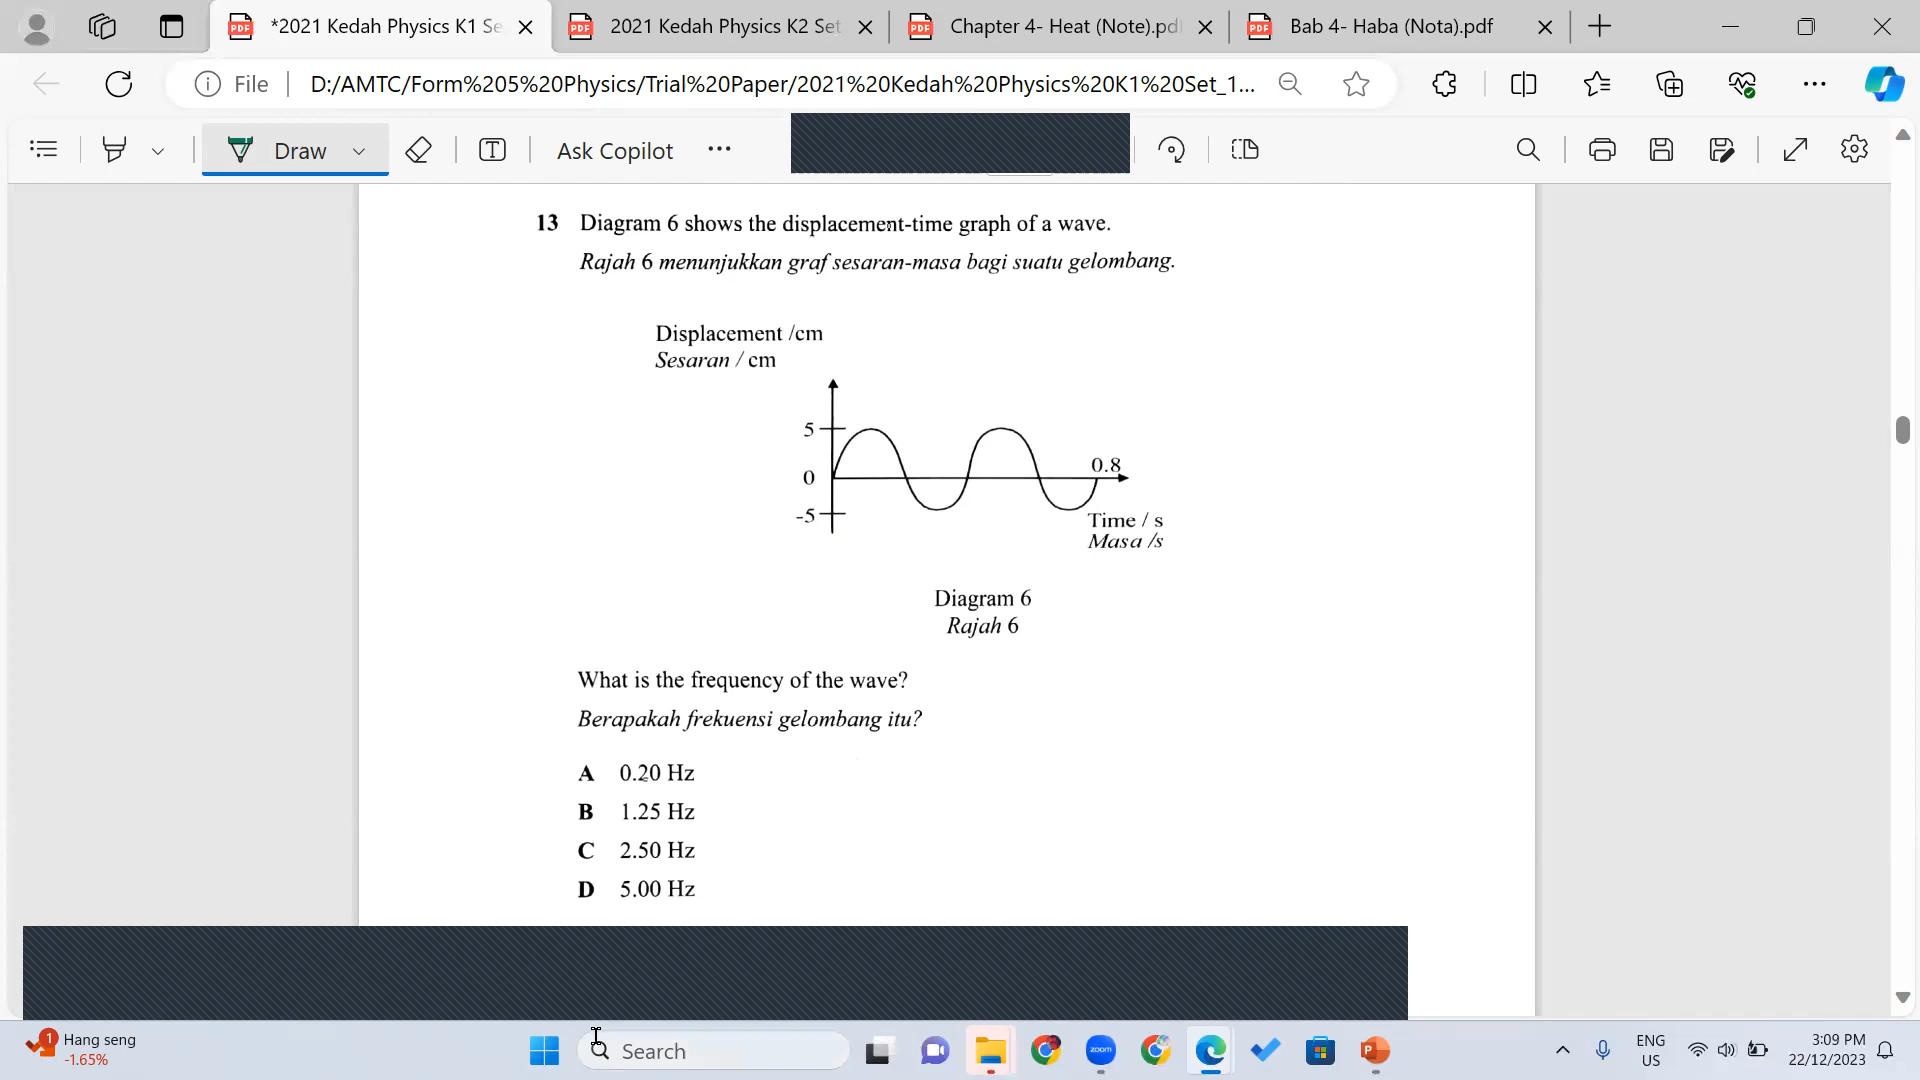 *2021 Kedah Physics K1 Se
2021 Kedah Physics K2 Set
Chapter 4- Heat (Note).pd
Bab 4- Haba (Nota).pdf
File
D:/AMTC/Form%205%20Physics/Trial%20Paper/2021%20Kedah%20Physics%20K1%20Set_1...
Draw
Ask Copilot
13 Diagram 6 shows the displacement-time graph of a wave.
Rajah 6 menunjukkan graf sesaran-masa bagi suatu gelombang.
Displacement /cm
Sesaran / cm
5
0
-5
0.8
Time / s
Masa /s
Diagram 6
Rajah 6
What is the frequency of the wave?
Berapakah frekuensi gelombang itu?
A 0.20 Hz
B 1.25 Hz
C 2.50 Hz
D 5.00 Hz
1
Hang seng
-1.65%
Search
zoom
ENG
US
3:09 PM
22/12/2023